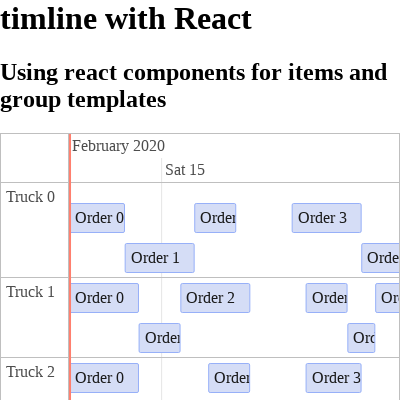 timline with React
Using react components for items and
group templates
February 2020
Sat 15
Truck 0
Order 0
Order
Order 3
Order 1
Orde
Truck 1
Order 0
Order 2
Order
Or
Order
Ord
Truck 2
Order 0
Order
Order 3